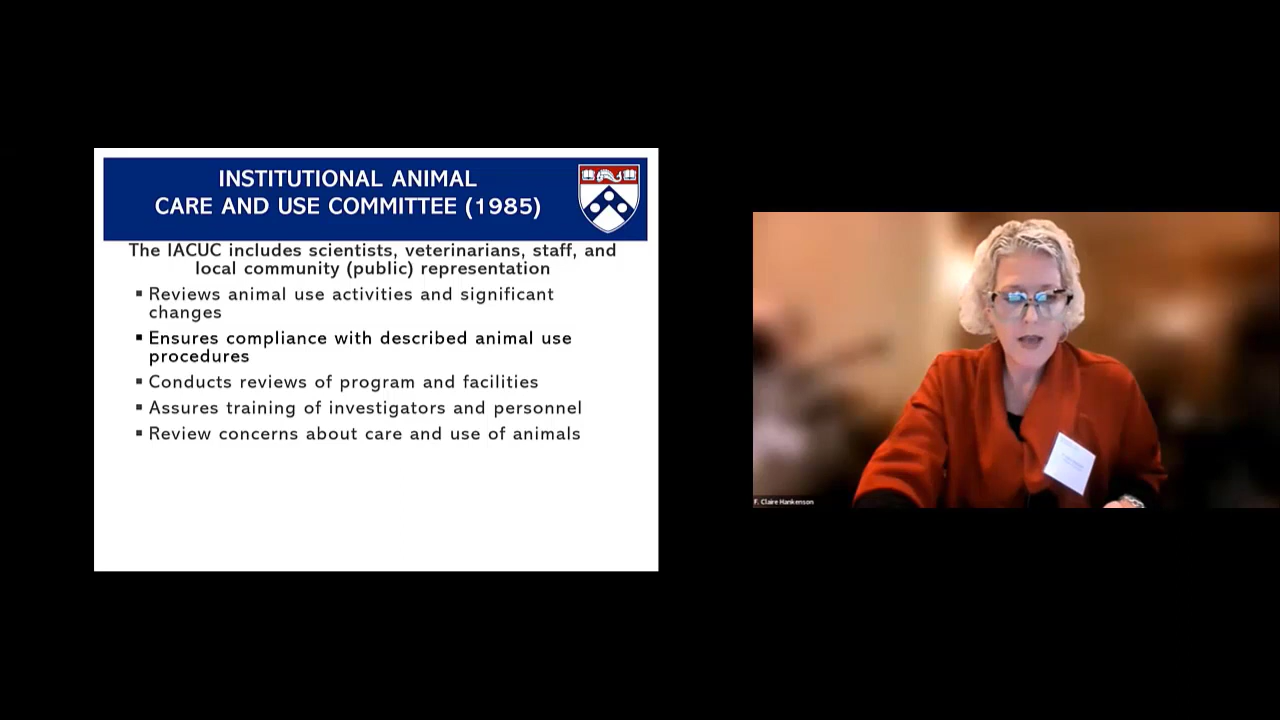 INSTITUTIONAL ANIMAL
CARE AND USE COMMITTEE (1985)
The IACUC includes scientists, veterinarians, staff, and
local community (public) representation
▪ Reviews animal use activities and significant
changes
▪ Ensures compliance with described animal use
procedures
▪ Conducts reviews of program and facilities
▪ Assures training of investigators and personnel
▪ Review concerns about care and use of animals
F. Claire Hankenson